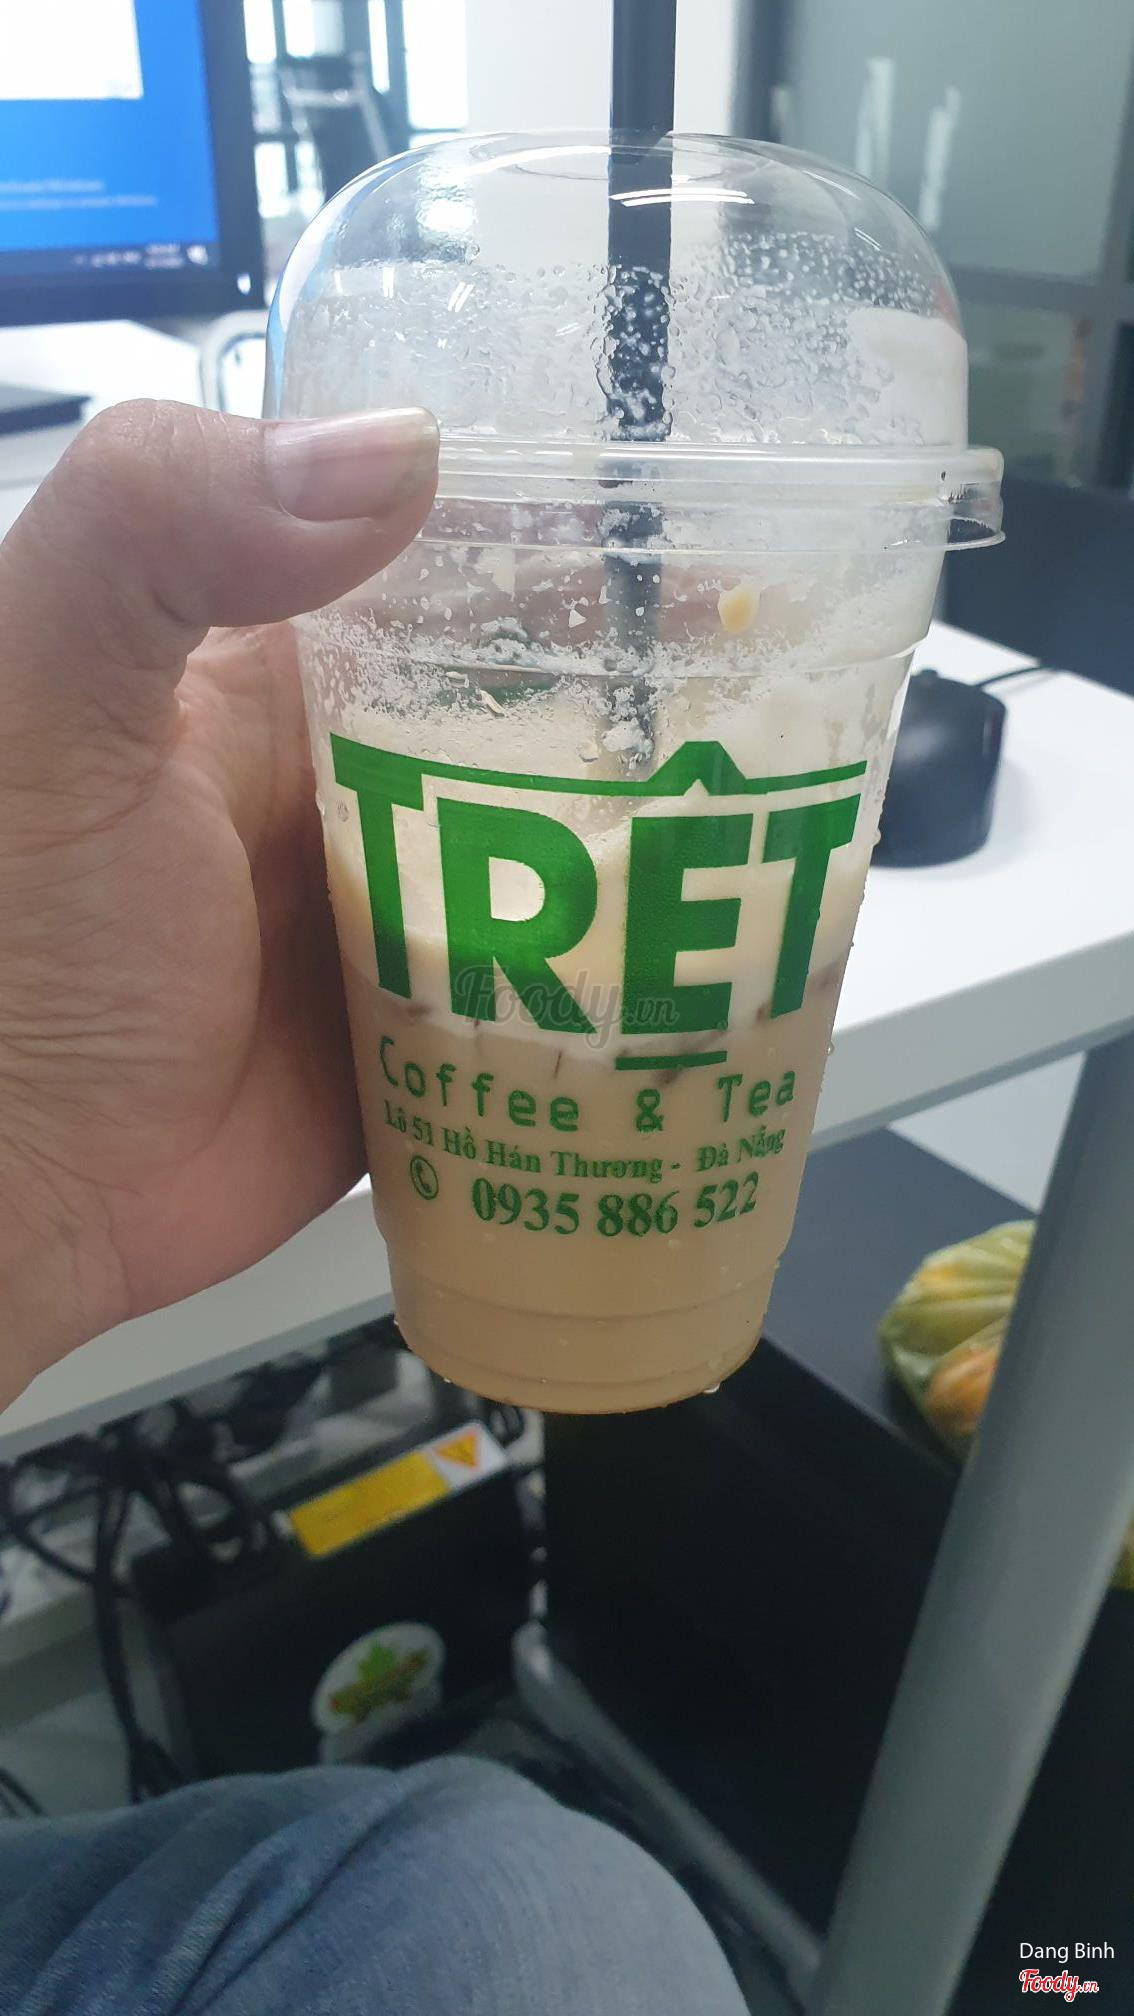 TRÊT
Foody.vn
Coffee & Tea
Lô 51 Hồ Hán Thương - Đà Nẵng
0935 886 522
Dang Binh
Foody.vn